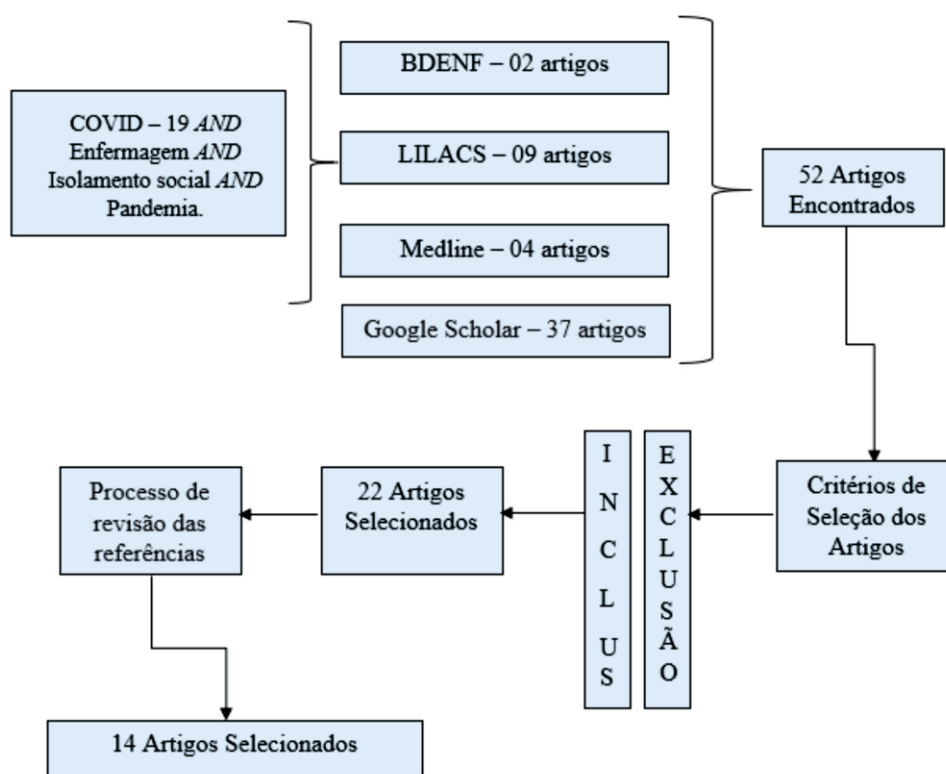 COVID – 19 AND
Enfermagem AND
Isolamento social AND
Pandemia.
BDENF – 02 artigos
LILACS – 09 artigos
Medline – 04 artigos
Google Scholar – 37 artigos
52 Artigos
Encontrados
Critérios de
Seleção dos
Artigos
EXCLUSÃO
INCLUS
22 Artigos
Selecionados
Processo de
revisão das
referências
14 Artigos Selecionados